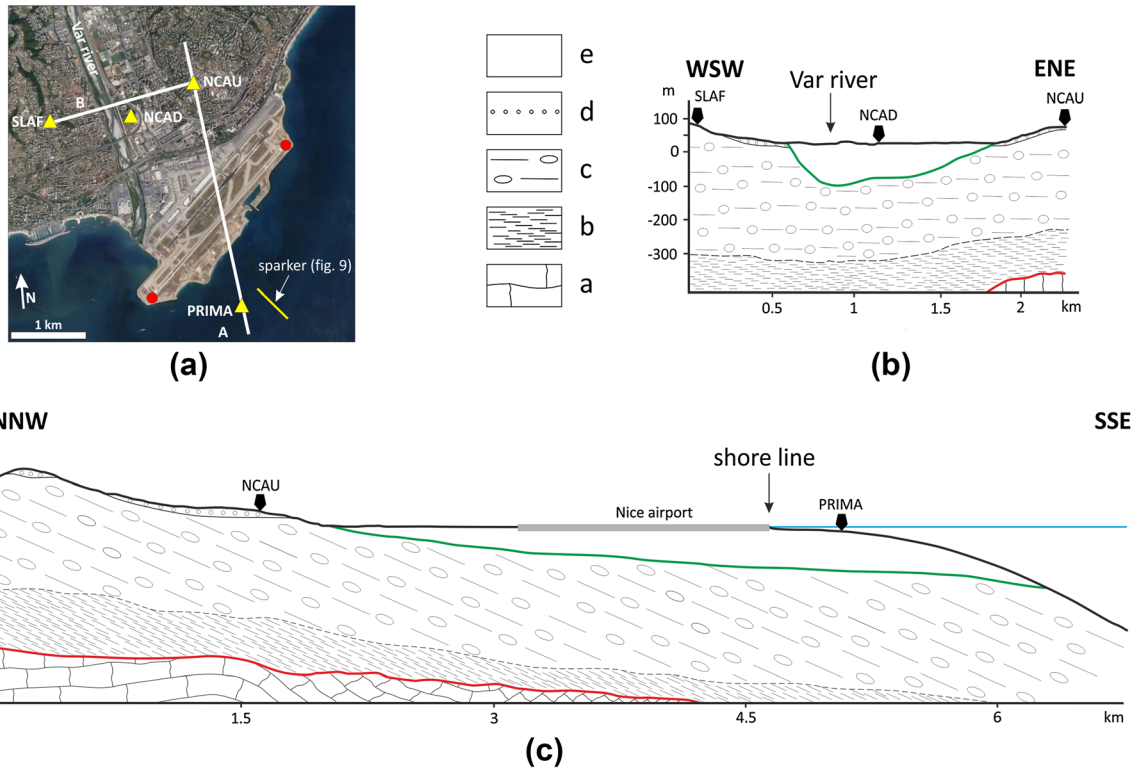 Var river
NCAU
B
SLAF
NCAD
sparker (fig. 9)
N
PRIMA
A
1 km
(a)
e
d
c
b
a
WSW
Var river
ENE
m
SLAF
NCAD
NCAU
100
0
-100
-200
-300
0.5
1
1.5
2
km
(b)
NNW
SSE
shore line
NCAU
PRIMA
Nice airport
1.5
3
4.5
6
km
(c)